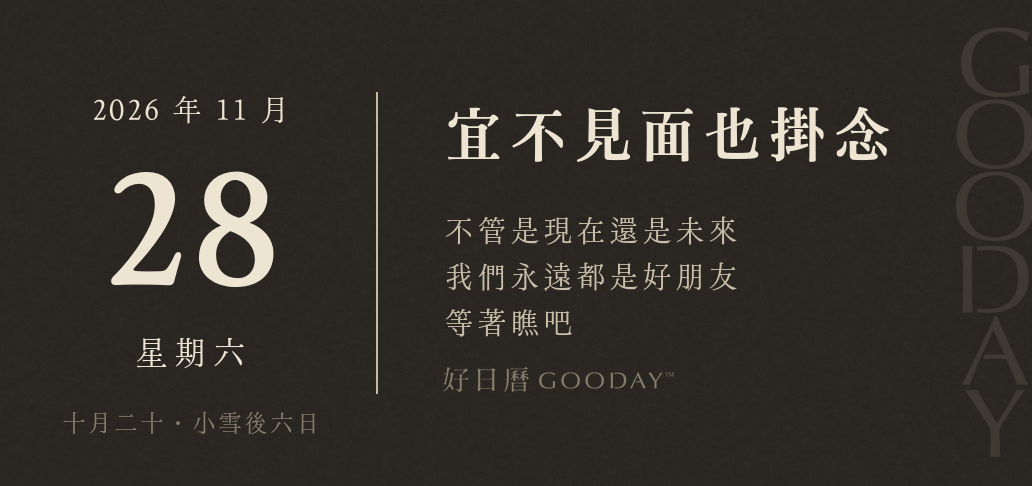 2026 年 11 月
28
星期六
十月二十・小雪後六日
宜不見面也掛念
不管是現在還是未來
我們永遠都是好朋友
等著瞧吧
好日曆 GOODAY™
GOODAY